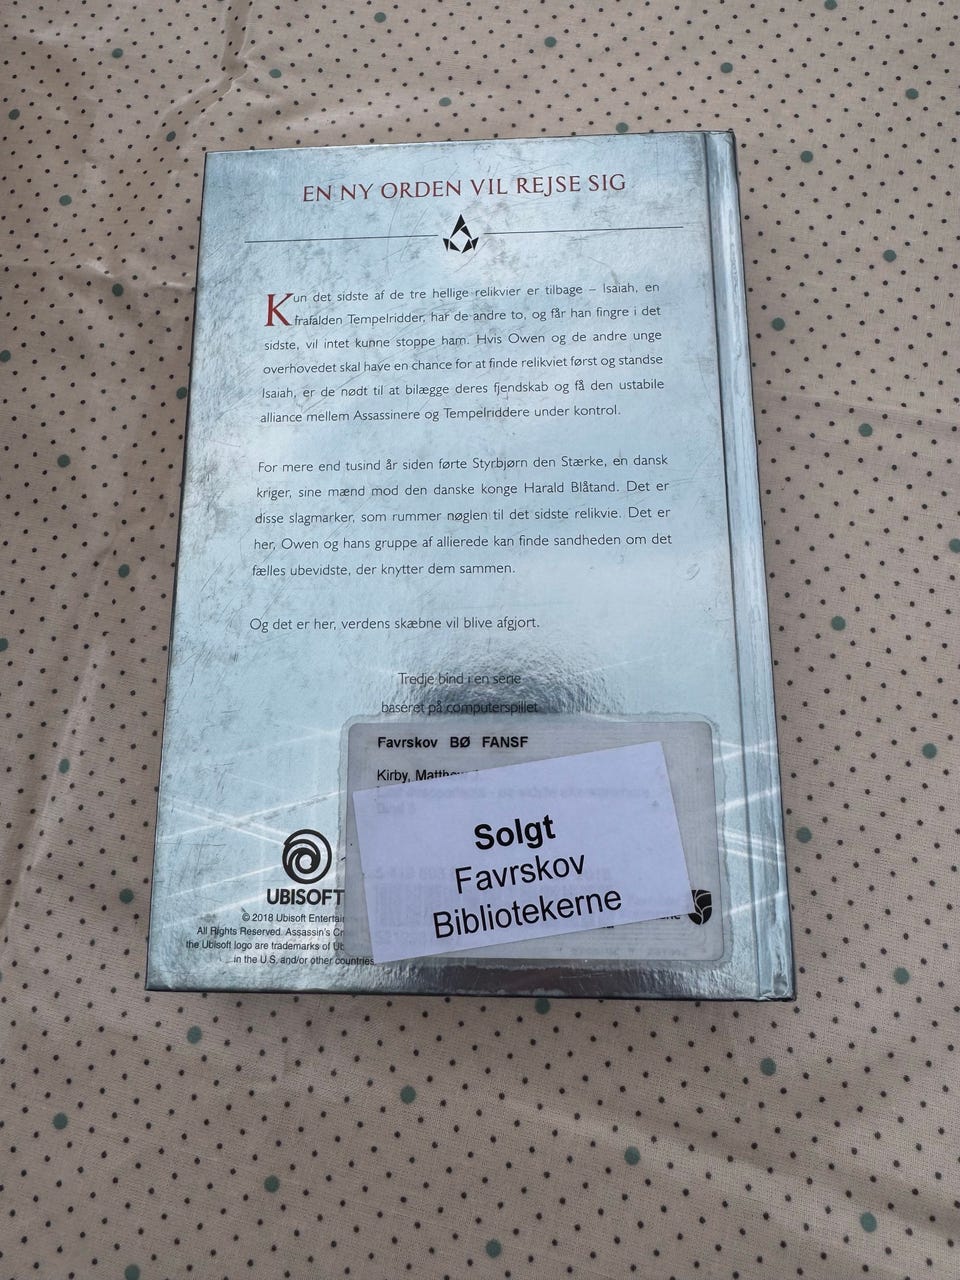 EN NY ORDEN VIL REJSE SIG
Kun det sidste af de tre hellige relikvier er tilbage – Isaiah, en
frafalden Tempelridder, har de andre to, og får han fingre i det
sidste, vil intet kunne stoppe ham. Hvis Owen og de andre unge
overhovedet skal have en chance for at finde relikviet først og standse
Isaiah, er de nødt til at bilægge deres fjendskab og få den ustabile
alliance mellem Assassinere og Tempelriddere under kontrol.
For mere end tusind år siden førte Styrbjørn den Stærke, en dansk
kriger, sine mænd mod den danske konge Harald Blåtand. Det er
disse slagmarker, som rummer nøglen til det sidste relikvie. Det er
her, Owen og hans gruppe af allierede kan finde sandheden om det
fælles ubevidste, der knytter dem sammen.
Og det er her, verdens skæbne vil blive afgjort.
Tredje bind i en serie
baseret på computerspillet
Favrskov BØ FANSF
Kirby,
Solgt
Favrskov
Bibliotekerne
UBISOFT
© 2018 Ubisoft
All Rights Reserved. Assassin's
the Ubisoft logo are trademarks of
in the U.S. and/or other countries